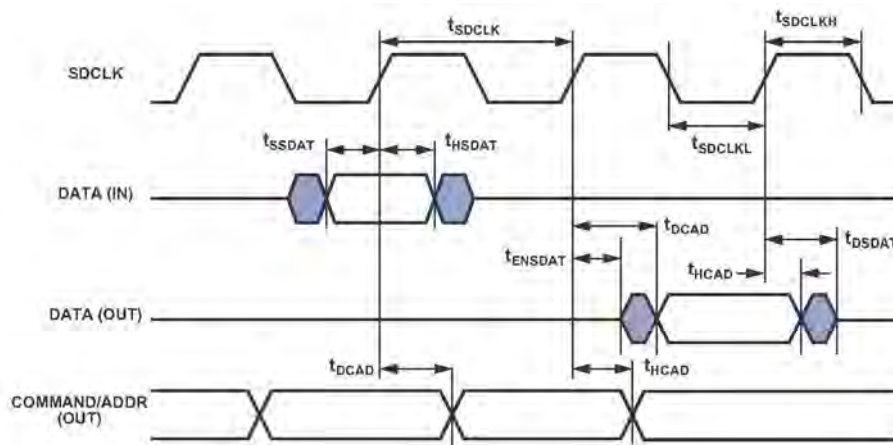 tSDCLK
tSDCLKH
SDCLK
tSSDAT
tHSDAT
tSDCLKL
DATA (IN)
tDCAD
tDSDAT
tENSDAT
tHCAD
DATA (OUT)
tDCAD
tHCAD
COMMAND/ADDR
(OUT)